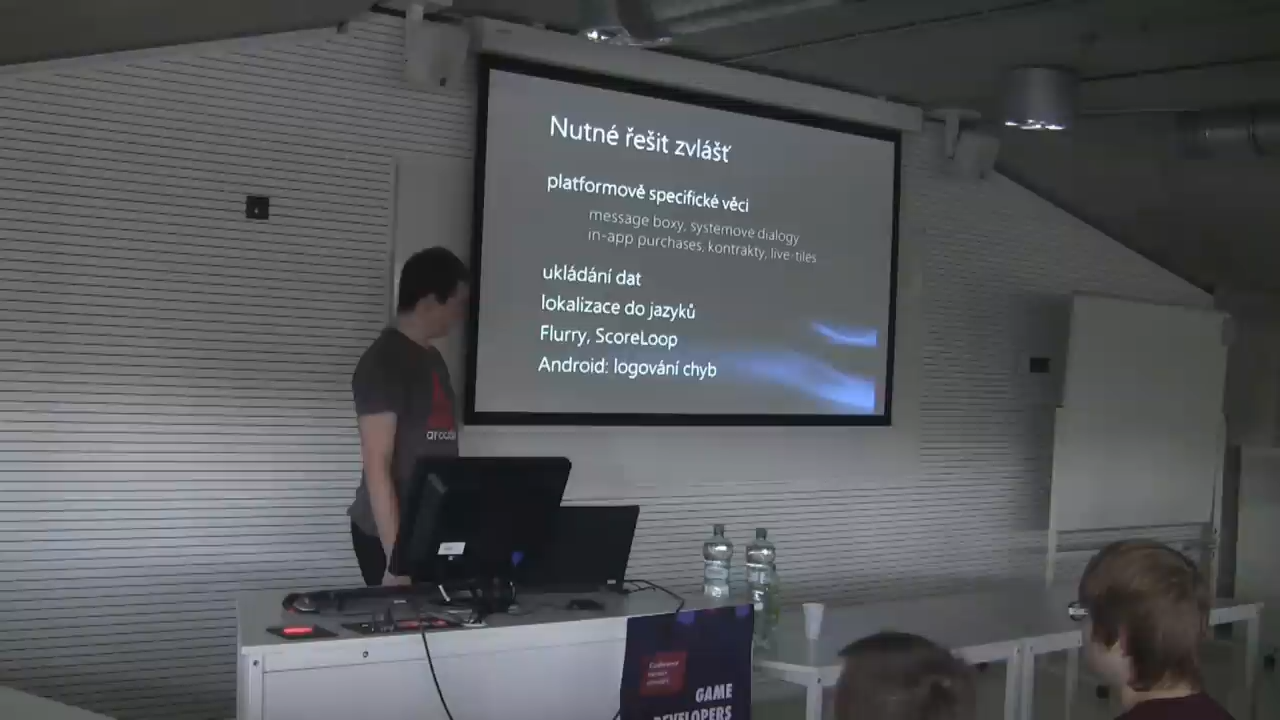 Nutné řešit zvlášť
platformově specifické věci
message boxy, systémové dialogy
in-app purchases, kontrakty, live-tiles
ukládání dat
lokalizace do jazyků
Flurry, ScoreLoop
Android: logování chyb
GAME
DEVELOPERS